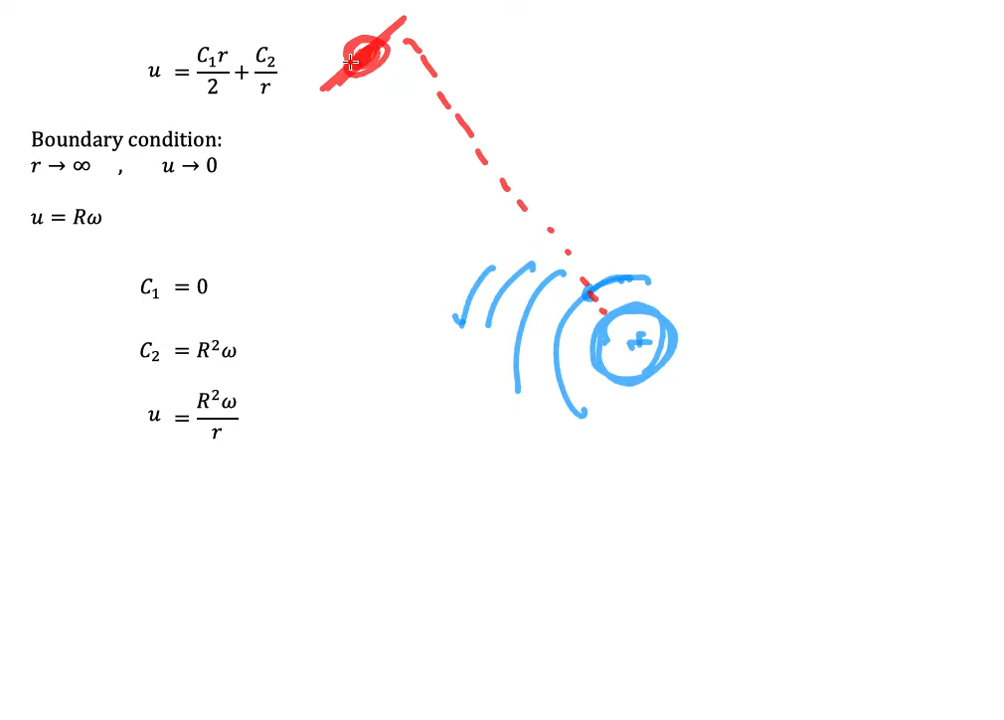 u = C₁r/2 + C₂/r
Boundary condition:
r → ∞ , u → 0
u = Rω
C₁ = 0
C₂ = R²ω
u = R²ω/r
+